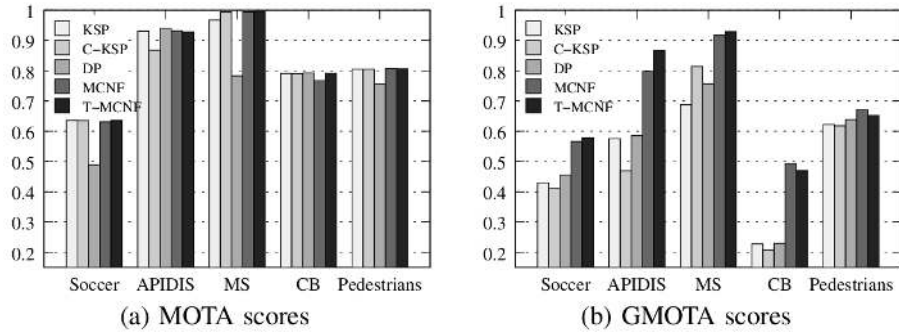 1
0.9
0.8
0.7
0.6
0.5
0.4
0.3
0.2
KSP
C-KSP
DP
MCNF
T-MCNF
Soccer APIDIS MS CB Pedestrians
(a) MOTA scores
1
0.9
0.8
0.7
0.6
0.5
0.4
0.3
0.2
KSP
C-KSP
DP
MCNF
T-MCNF
Soccer APIDIS MS CB Pedestrians
(b) GMOTA scores